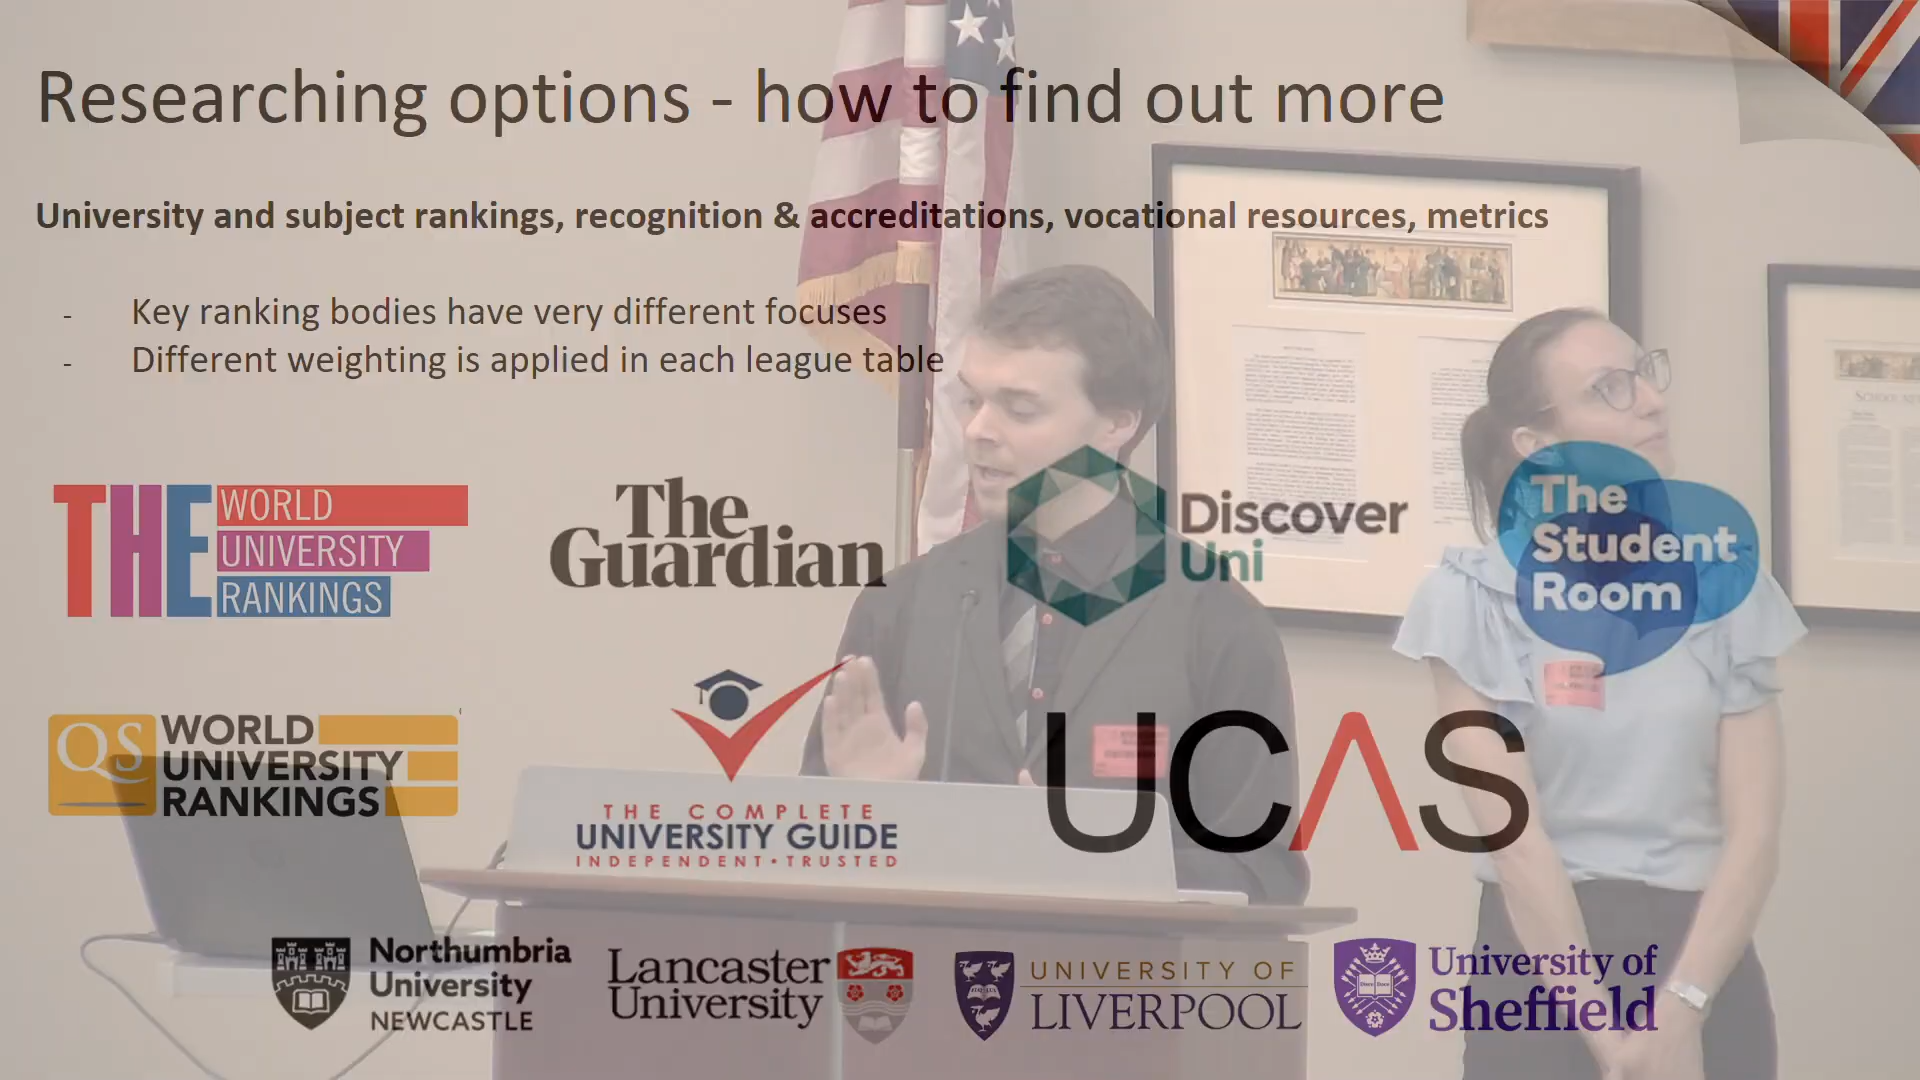 Researching options - how to find out more
University and subject rankings, recognition & accreditations, vocational resources, metrics
- Key ranking bodies have very different focuses
- Different weighting is applied in each league table
THE WORLD
UNIVERSITY
RANKINGS
The
Guardian
Discover
Uni
The
Student
Room
QS WORLD
UNIVERSITY
RANKINGS
THE COMPLETE
UNIVERSITY GUIDE
INDEPENDENT • TRUSTED
UCAS
Northumbria
University
NEWCASTLE
Lancaster
University
UNIVERSITY OF
LIVERPOOL
University of
Sheffield